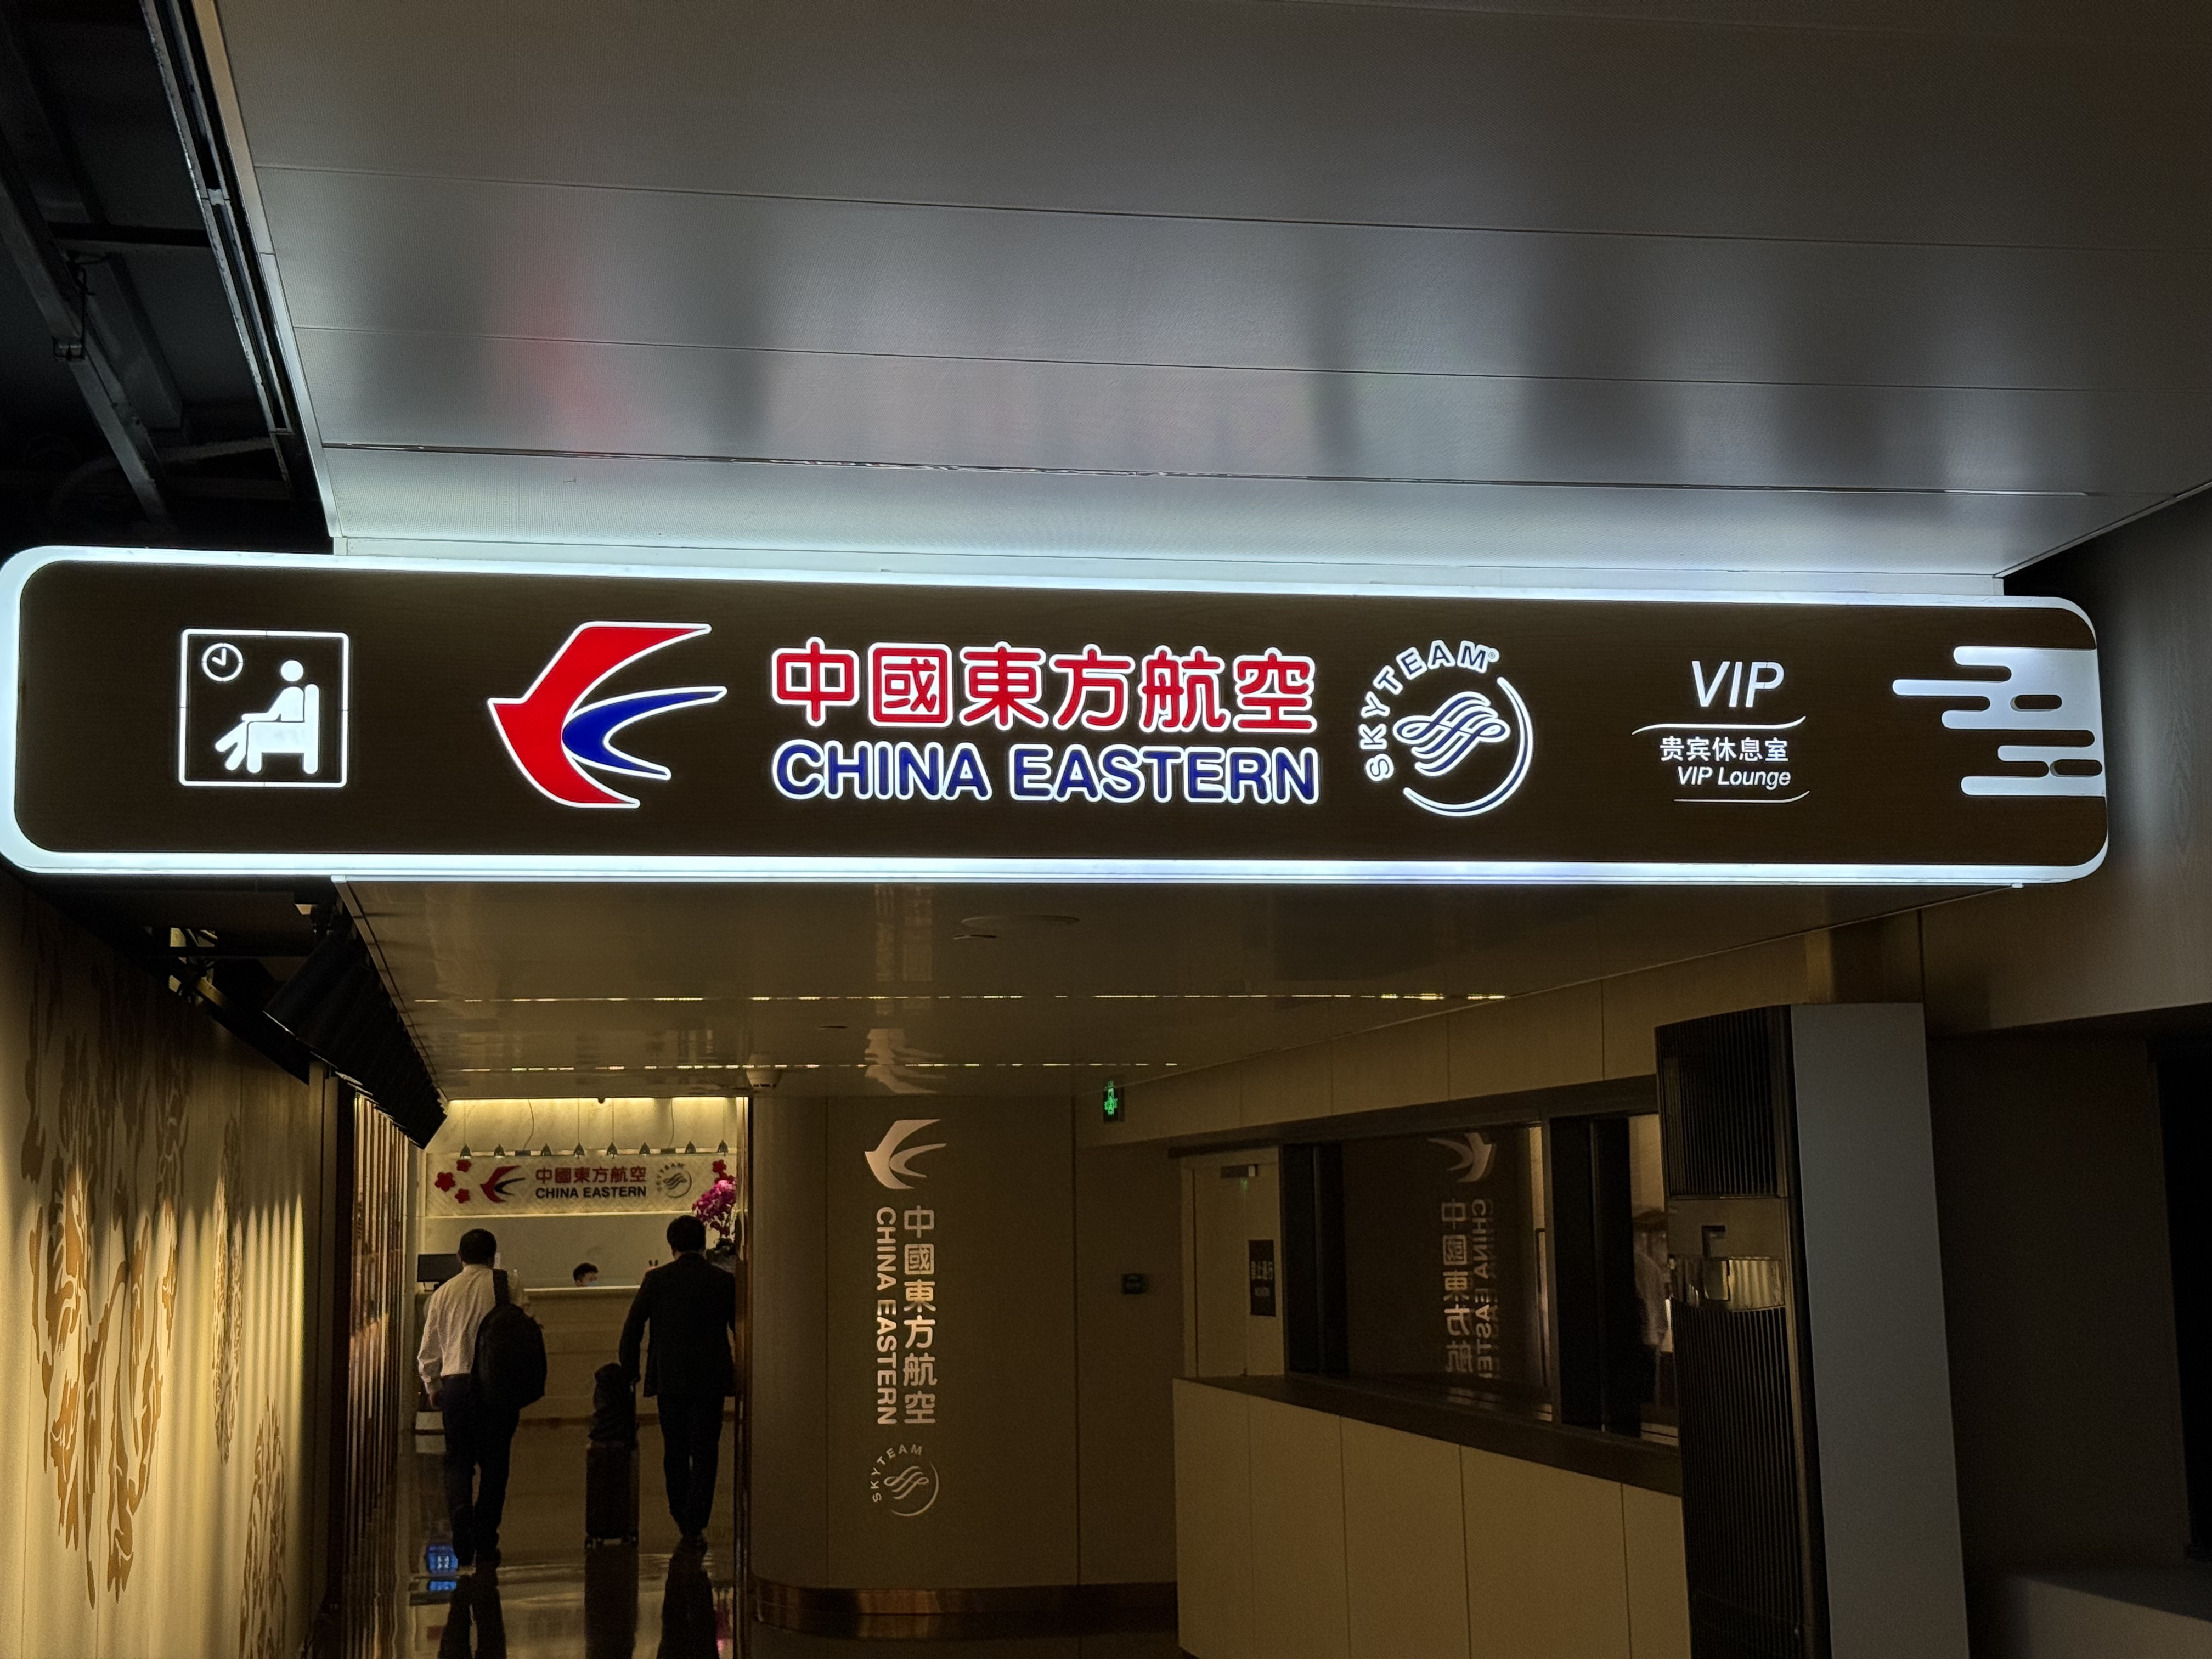 中國東方航空
CHINA EASTERN
SKYTEAM
VIP
贵宾休息室
VIP Lounge
中國東方航空
CHINA EASTERN
SKYTEAM
中國東方航空
CHINA EASTERN
SKYTEAM